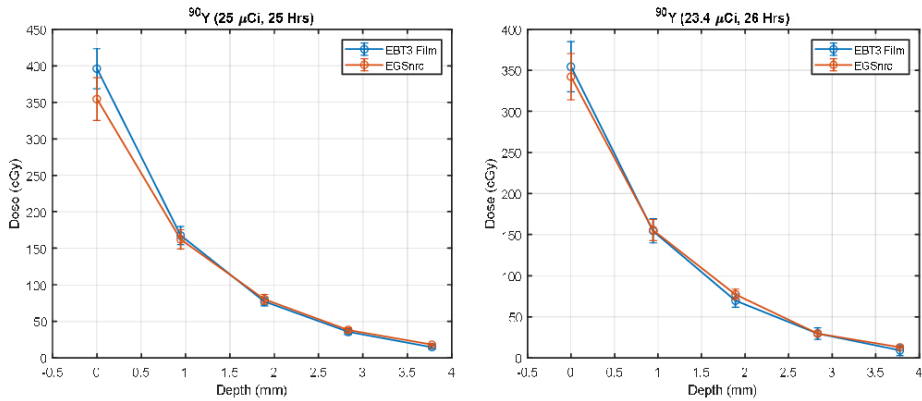 90Y (25 μCi, 25 Hrs)
EBT3 Film
EGSnrc
450
400
350
300
250
200
150
100
50
0
Dose (cGy)
-0.5 0 0.5 1 1.5 2 2.5 3 3.5 4
Depth (mm)
90Y (23.4 μCi, 26 Hrs)
EBT3 Film
EGSnrc
400
350
300
250
200
150
100
50
0
Dose (cGy)
-0.5 0 0.5 1 1.5 2 2.5 3 3.5 4
Depth (mm)